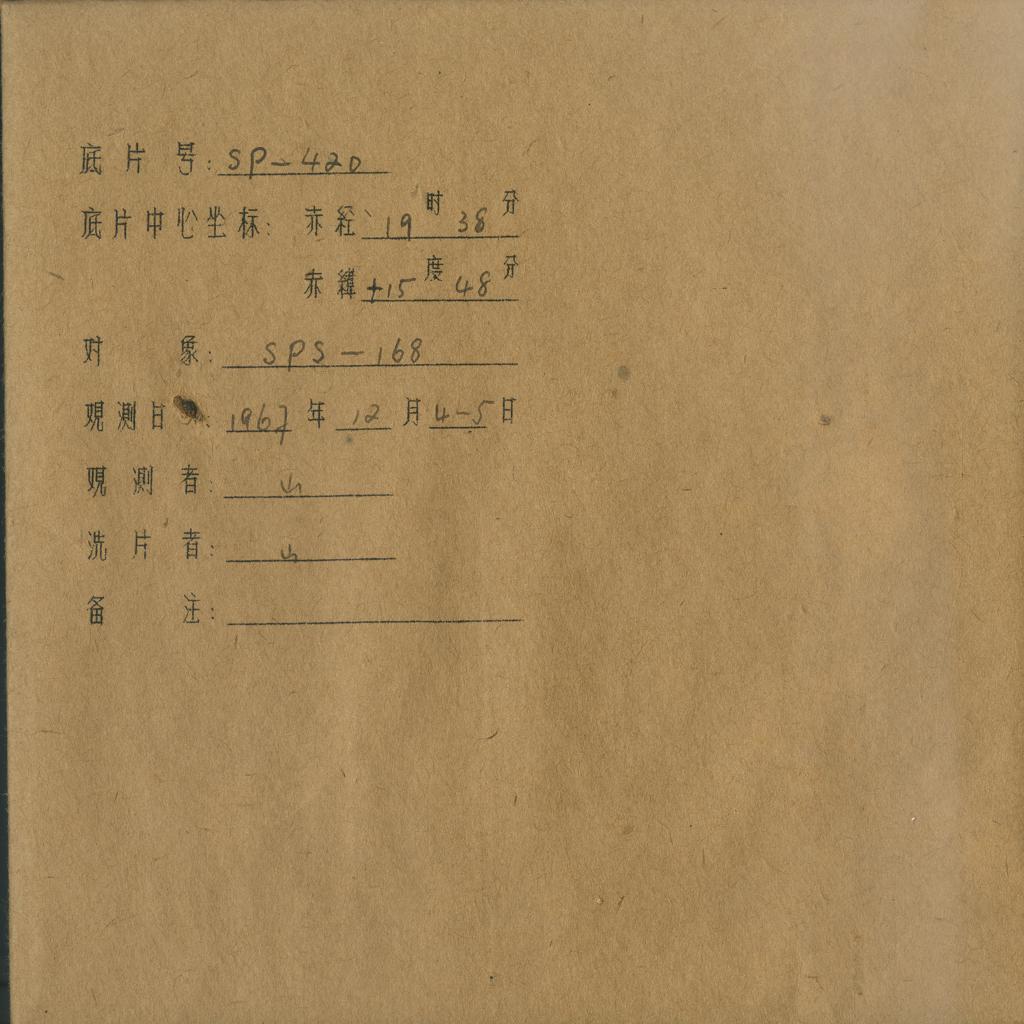 底片号: SP-420
底片中心坐标: 赤经 19时38分
赤緯 +15度48分
对象: SPS-168
观测日期: 1967年12月4-5日
观测者: 山
洗片者: 山
备注: